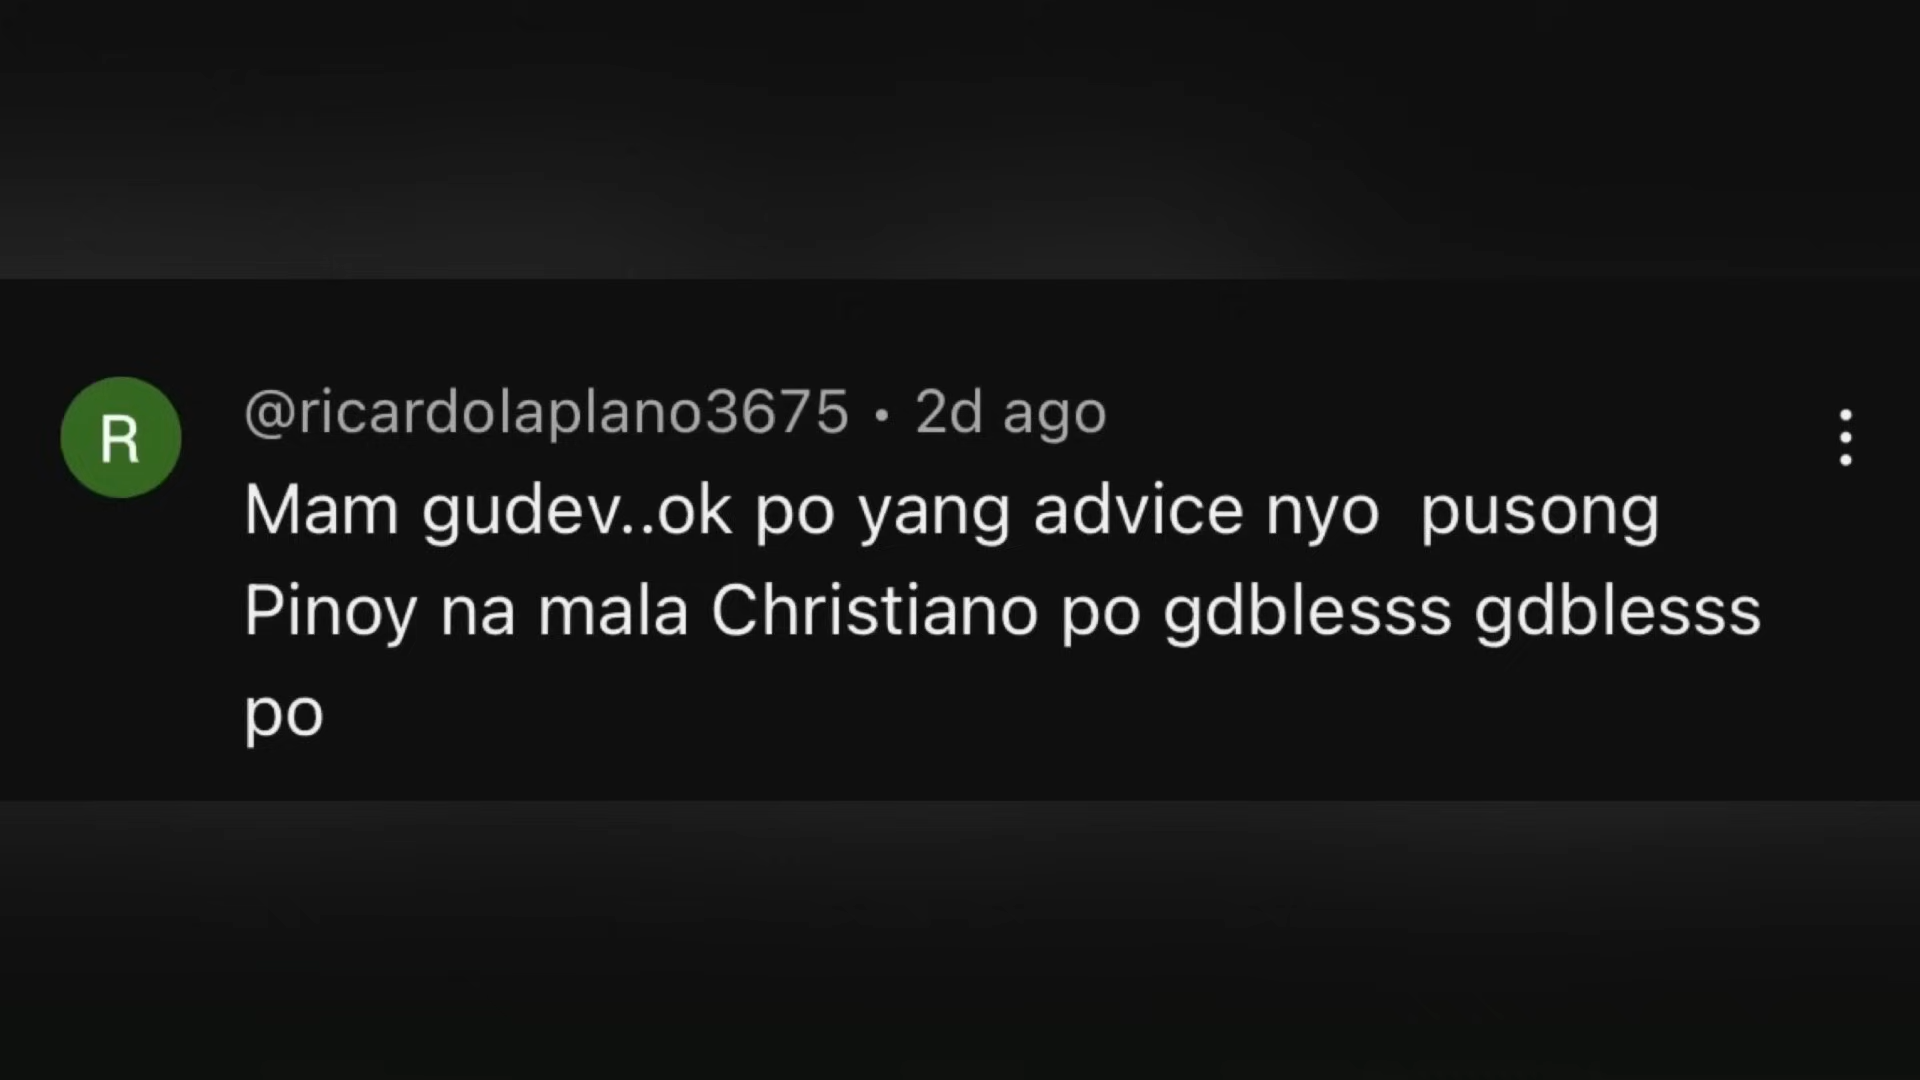 R
@ricardolaplano3675 • 2d ago
Mam gudev..ok po yang advice nyo  pusong
Pinoy na mala Christiano po gdblesss gdblesss
po